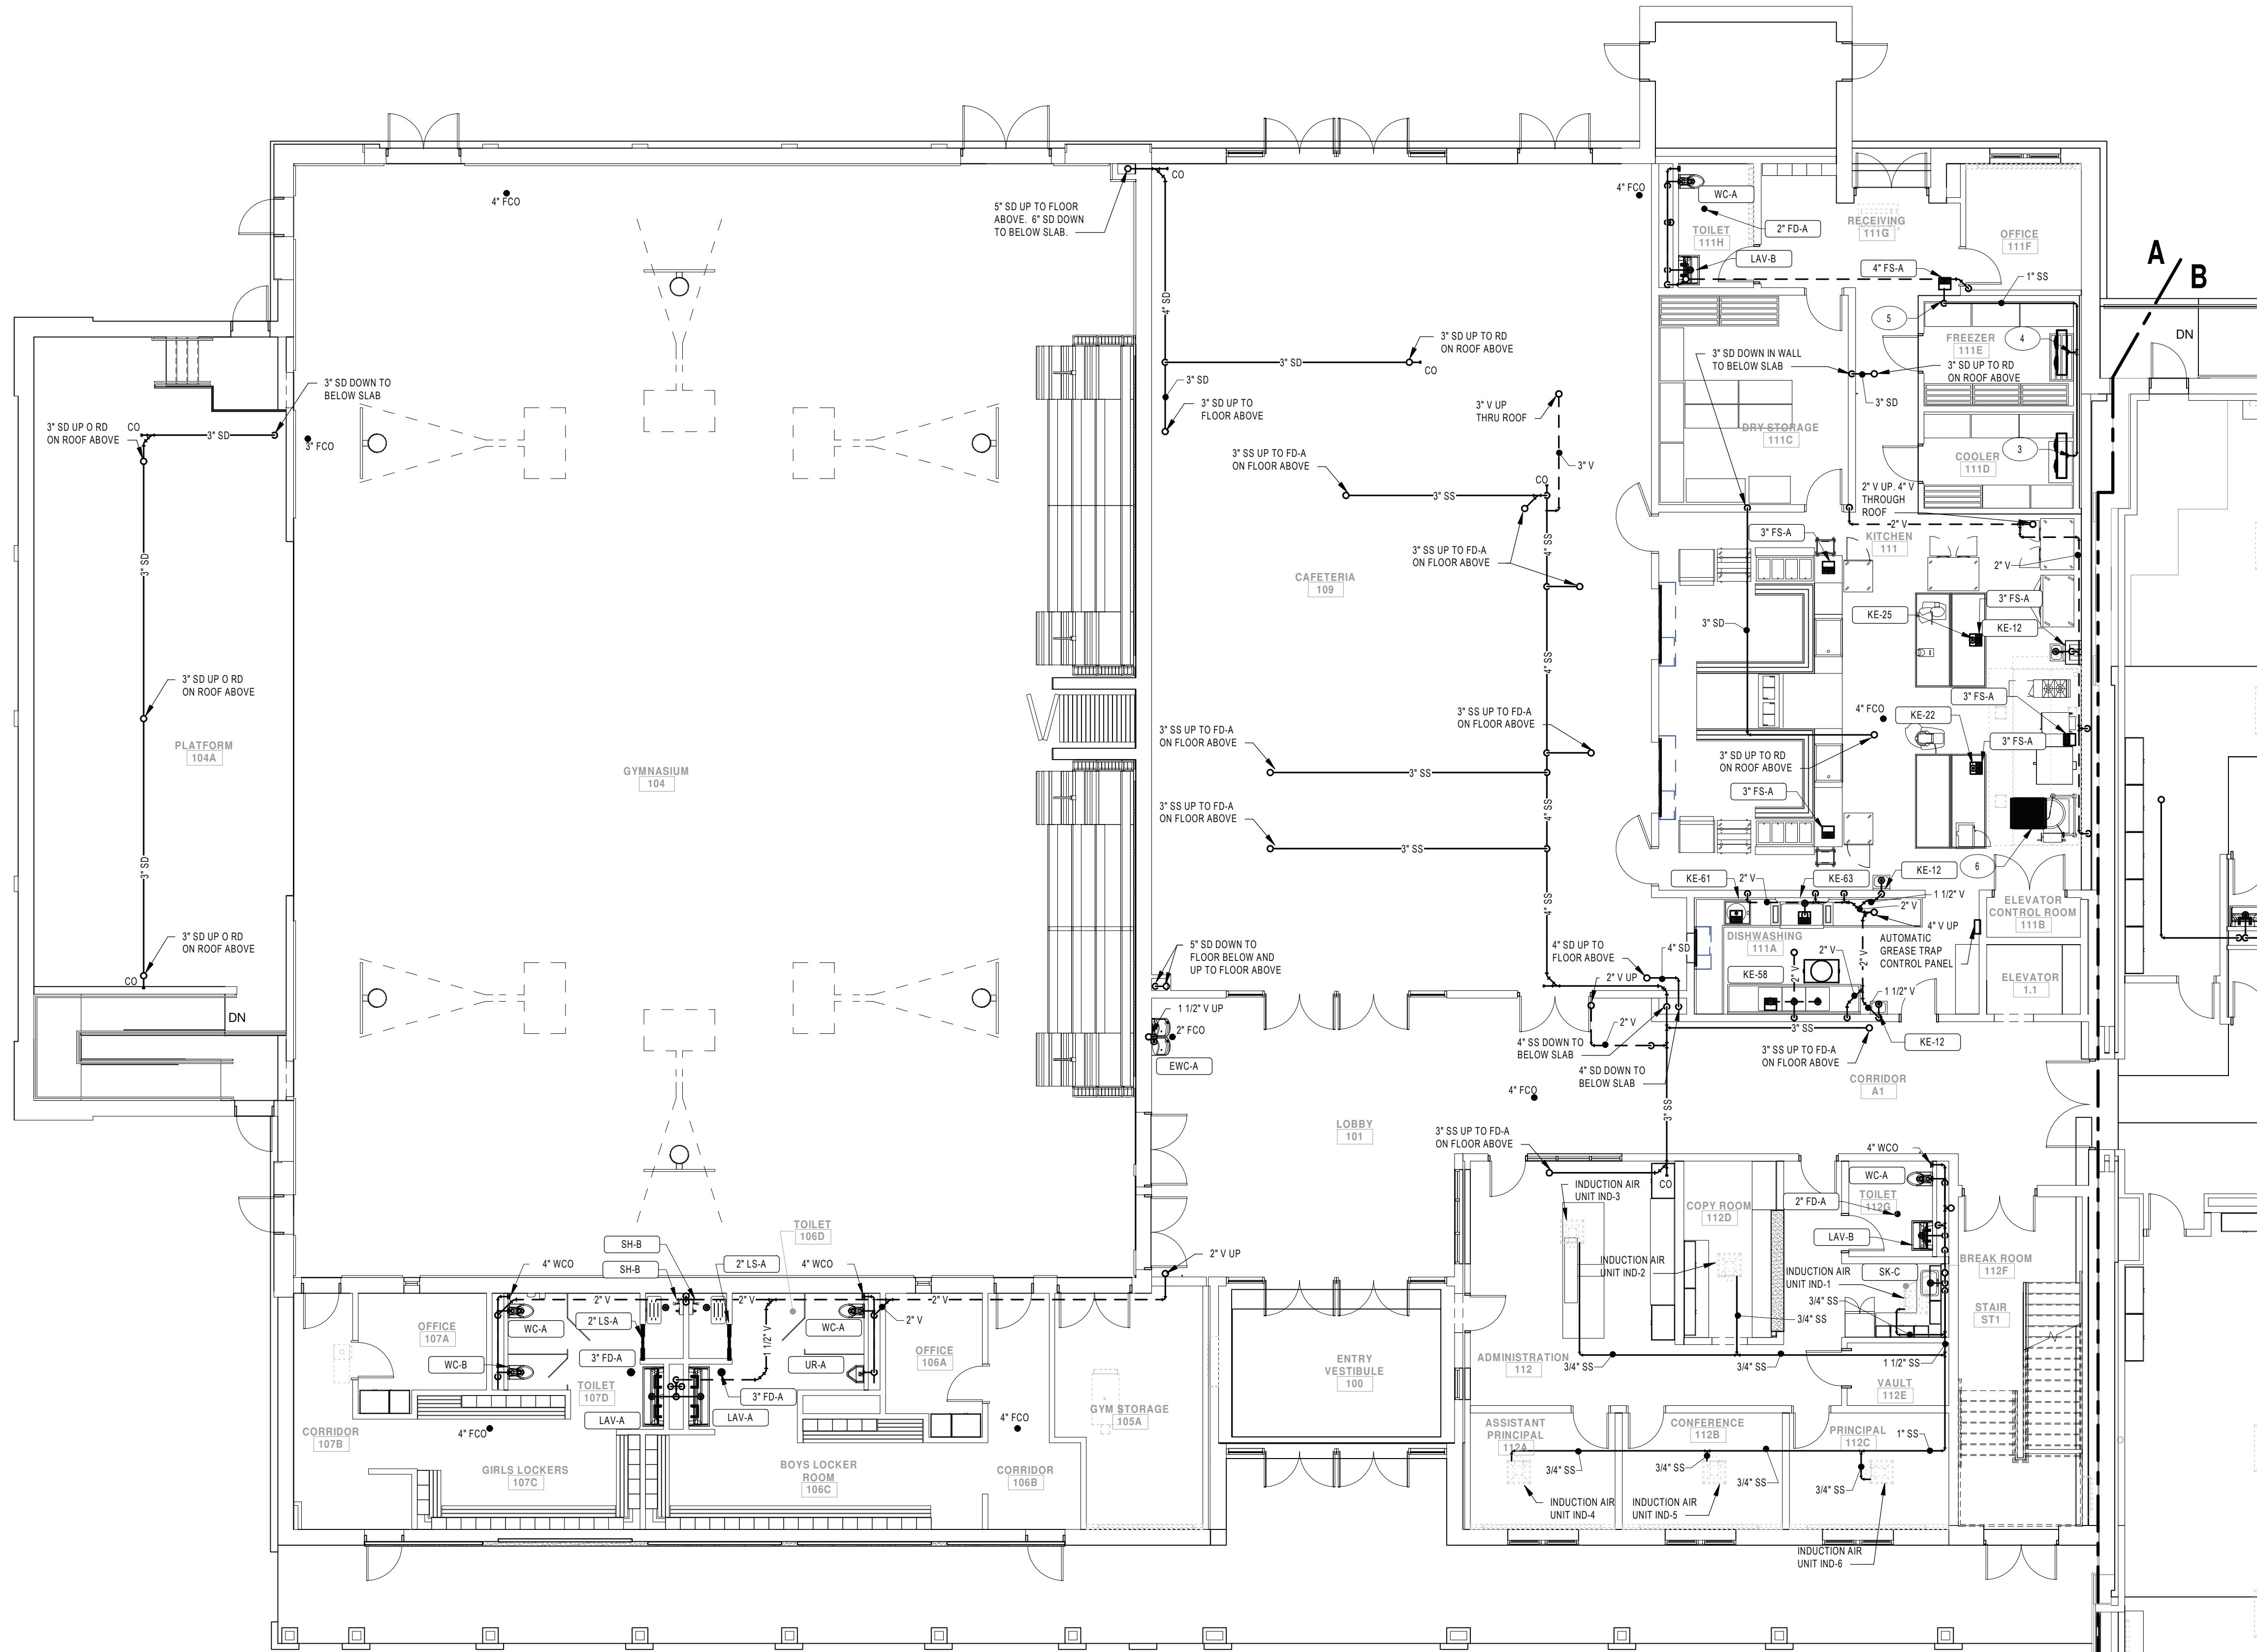 4" FCO
5" SD UP TO FLOOR
ABOVE. 6" SD DOWN
TO BELOW SLAB.
CO
4" SD
3" SD
3" SD UP TO RD
ON ROOF ABOVE
CO
3" SD
3" SD UP TO
FLOOR ABOVE
4" FCO
WC-A
2" FD-A
TOILET
111H
LAV-B
RECEIVING
111G
OFFICE
111F
4" FS-A
1" SS
A
B
DN
5
FREEZER
111E
4
3" SD UP TO RD
ON ROOF ABOVE
3" SD
3" SD DOWN IN WALL
TO BELOW SLAB
DRY STORAGE
111C
COOLER
111D
3
3" SD DOWN TO
BELOW SLAB
3" SD UP O RD
ON ROOF ABOVE
CO
3" SD
3" FCO
3" SD
3" SD UP O RD
ON ROOF ABOVE
PLATFORM
104A
3" SD
3" SD UP O RD
ON ROOF ABOVE
CO
DN
GYMNASIUM
104
3" V UP
THRU ROOF
3" V
3" SS UP TO FD-A
ON FLOOR ABOVE
3" SS
CO
4" SS
3" SS UP TO FD-A
ON FLOOR ABOVE
CAFETERIA
109
4" SS
3" SS UP TO FD-A
ON FLOOR ABOVE
3" SS UP TO FD-A
ON FLOOR ABOVE
3" SS
4" SS
3" SS UP TO FD-A
ON FLOOR ABOVE
3" SS
4" SS
2" V UP. 4" V
THROUGH
ROOF
2" V
KITCHEN
111
2" V
3" FS-A
3" FS-A
KE-25
KE-12
3" SD
3" FS-A
4" FCO
KE-22
3" FS-A
3" SD UP TO RD
ON ROOF ABOVE
3" FS-A
6
KE-61
2" V
KE-63
KE-12
1 1/2" V
2" V
4" V UP
ELEVATOR
CONTROL ROOM
111B
DISHWASHING
111A
AUTOMATIC
GREASE TRAP
CONTROL PANEL
2" V
2" V
2" V
KE-58
ELEVATOR
1.1
1 1/2" V
KE-12
5" SD DOWN TO
FLOOR BELOW AND
UP TO FLOOR ABOVE
4" SD UP TO
FLOOR ABOVE
4" SD
2" V UP
2" V
1 1/2" V UP
2" FCO
EWC-A
4" SS DOWN TO
BELOW SLAB
4" SD DOWN TO
BELOW SLAB
3" SS
3" SS UP TO FD-A
ON FLOOR ABOVE
CORRIDOR
A1
4" FCO
3" SS
LOBBY
101
3" SS UP TO FD-A
ON FLOOR ABOVE
CO
4" WCO
WC-A
TOILET
112G
2" FD-A
LAV-B
INDUCTION AIR
UNIT IND-3
COPY ROOM
112D
INDUCTION AIR
UNIT IND-2
BREAK ROOM
112F
INDUCTION AIR
UNIT IND-1
SK-C
3/4" SS
3/4" SS
STAIR
ST1
3/4" SS
3/4" SS
3/4" SS
1 1/2" SS
ADMINISTRATION
112
VAULT
112E
TOILET
106D
SH-B
SH-B
2" LS-A
4" WCO
4" WCO
2" V
2" V
2" V
2" V
2" V UP
OFFICE
107A
WC-A
2" LS-A
1 1/2" V
WC-A
OFFICE
106A
WC-B
3" FD-A
UR-A
TOILET
107D
3" FD-A
LAV-A
LAV-A
ENTRY
VESTIBULE
100
GYM STORAGE
105A
CORRIDOR
107B
4" FCO
4" FCO
GIRLS LOCKERS
107C
BOYS LOCKER
ROOM
106C
CORRIDOR
106B
ASSISTANT
PRINCIPAL
112A
CONFERENCE
112B
PRINCIPAL
112C
1" SS
3/4" SS
3/4" SS
3/4" SS
3/4" SS
INDUCTION AIR
UNIT IND-4
INDUCTION AIR
UNIT IND-5
INDUCTION AIR
UNIT IND-6